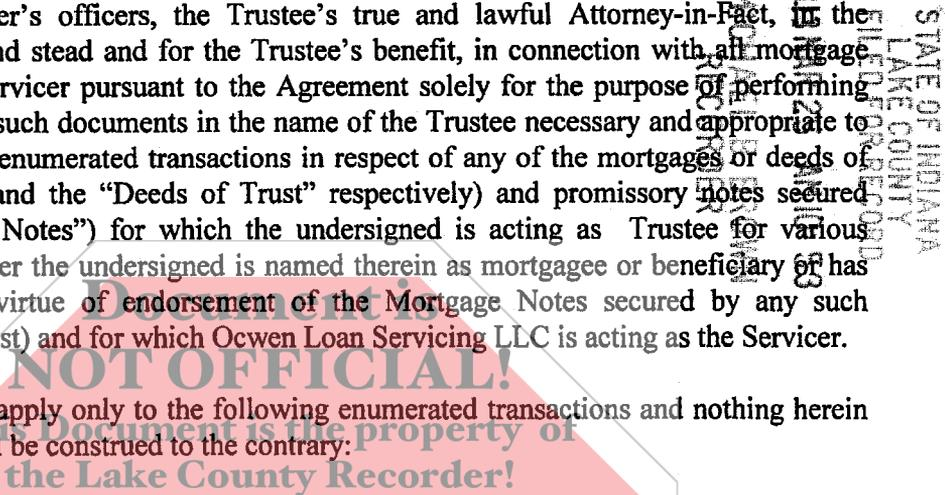 er's officers, the Trustee's true and lawful Attorney-in-Fact, in the
nd stead and for the Trustee's benefit, in connection with all mortgage
rvicer pursuant to the Agreement solely for the purpose of performing
such documents in the name of the Trustee necessary and appropriate to
enumerated transactions in respect of any of the mortgages or deeds of
and the “Deeds of Trust” respectively) and promissory notes secured
Notes”) for which the undersigned is acting as Trustee for various
er the undersigned is named therein as mortgagee or beneficiary or has
virtue of endorsement of the Mortgage Notes secured by any such
st) and for which Ocwen Loan Servicing LLC is acting as the Servicer.
apply only to the following enumerated transactions and nothing herein
be construed to the contrary:
Document is
NOT OFFICIAL!
is Document is the property of
the Lake County Recorder!
STATE OF INDIANA
LAKE COUNTY
FILED FOR RECORD
RECORDER